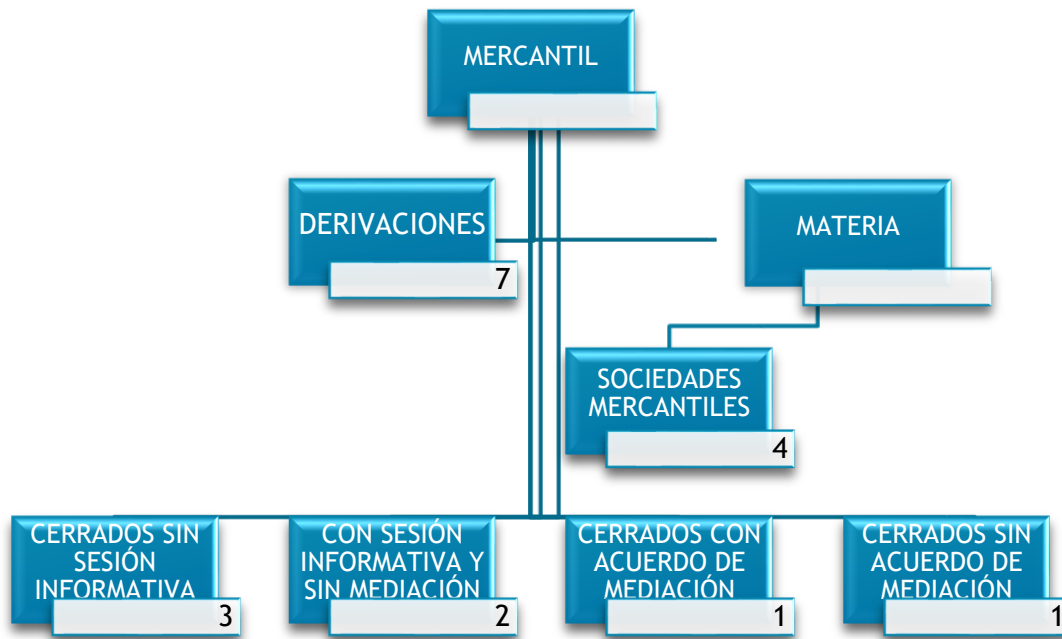 MERCANTIL
DERIVACIONES
7
MATERIA
SOCIEDADES
MERCANTILES
4
CERRADOS SIN
SESIÓN
INFORMATIVA
3
CON SESIÓN
INFORMATIVA Y
SIN MEDIACIÓN
2
CERRADOS CON
ACUERDO DE
MEDIACIÓN
1
CERRADOS SIN
ACUERDO DE
MEDIACIÓN
1